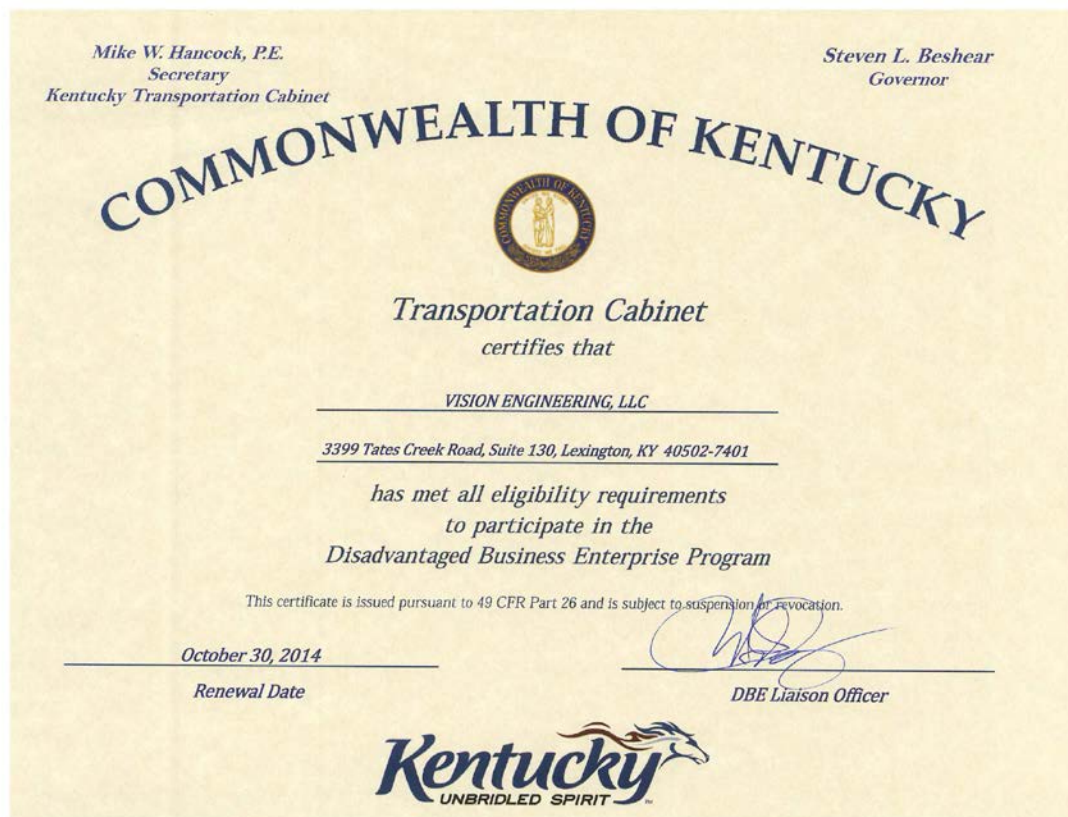 Mike W. Hancock, P.E.
Secretary
Kentucky Transportation Cabinet
Steven L. Beshear
Governor
COMMONWEALTH OF KENTUCKY
COMMONWEALTH OF KENTUCKY
Transportation Cabinet
certifies that
VISION ENGINEERING, LLC
3399 Tates Creek Road, Suite 130, Lexington, KY 40502-7401
has met all eligibility requirements
to participate in the
Disadvantaged Business Enterprise Program
This certificate is issued pursuant to 49 CFR Part 26 and is subject to suspension or revocation.
October 30, 2014
Renewal Date
DBE Liaison Officer
Kentucky
UNBRIDLED SPIRIT